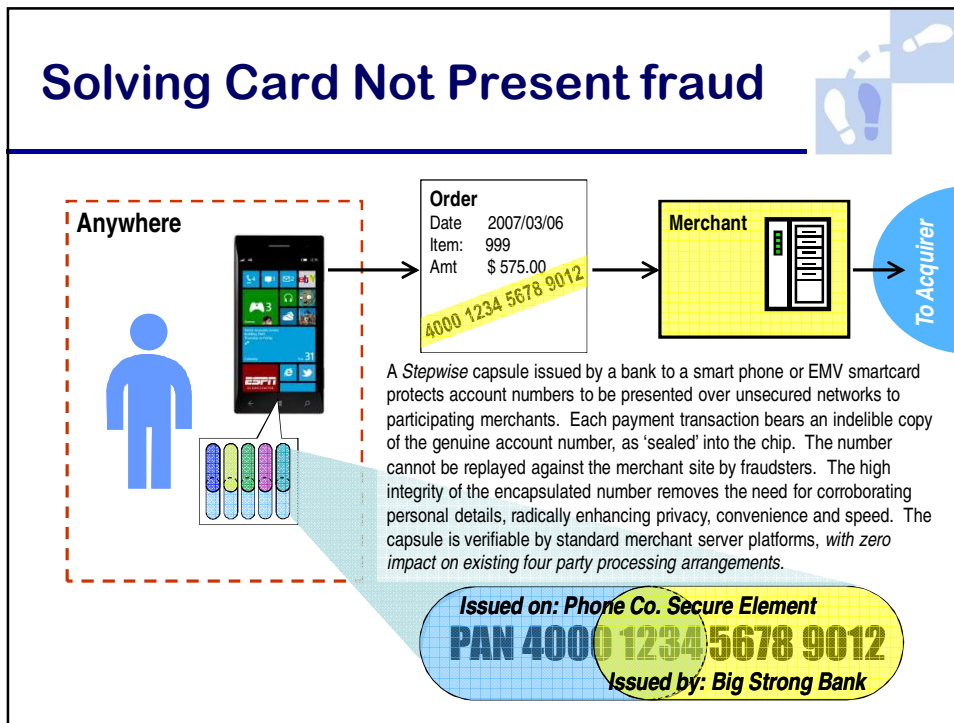 Solving Card Not Present fraud
Anywhere
Order
Date 2007/03/06
Item: 999
Amt $ 575.00
4000 1234 5678 9012
Merchant
To Acquirer
3
31
ESPN
A Stepwise capsule issued by a bank to a smart phone or EMV smartcard
protects account numbers to be presented over unsecured networks to
participating merchants. Each payment transaction bears an indelible copy
of the genuine account number, as ‘sealed’ into the chip. The number
cannot be replayed against the merchant site by fraudsters. The high
integrity of the encapsulated number removes the need for corroborating
personal details, radically enhancing privacy, convenience and speed. The
capsule is verifiable by standard merchant server platforms, with zero
impact on existing four party processing arrangements.
Issued on: Phone Co. Secure Element
PAN 4000 1234 5678 9012
Issued by: Big Strong Bank